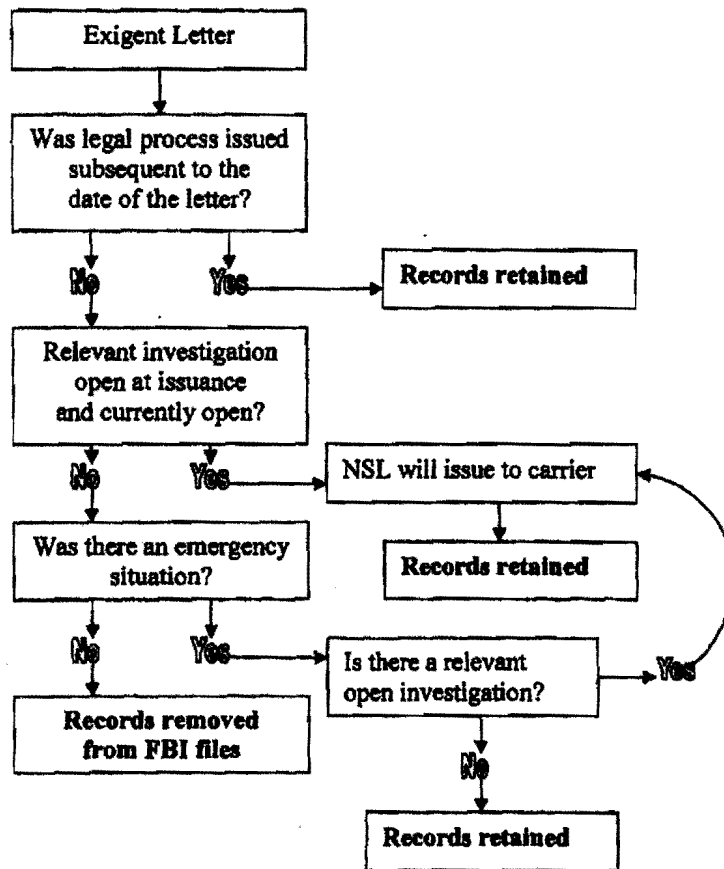 Exigent Letter
Was legal process issued
subsequent to the
date of the letter?
No
Yes
Records retained
Relevant investigation
open at issuance
and currently open?
No
Yes
NSL will issue to carrier
Records retained
Was there an emergency
situation?
No
Yes
Is there a relevant
open investigation?
Yes
Records removed
from FBI files
No
Records retained